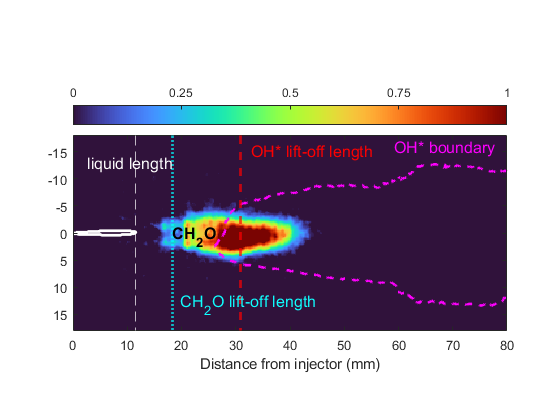 0 0.25 0.5 0.75 1
OH* boundary
OH* lift-off length
liquid length
CH₂O
CH₂O lift-off length
-15
-10
-5
0
5
10
15
0 10 20 30 40 50 60 70 80
Distance from injector (mm)